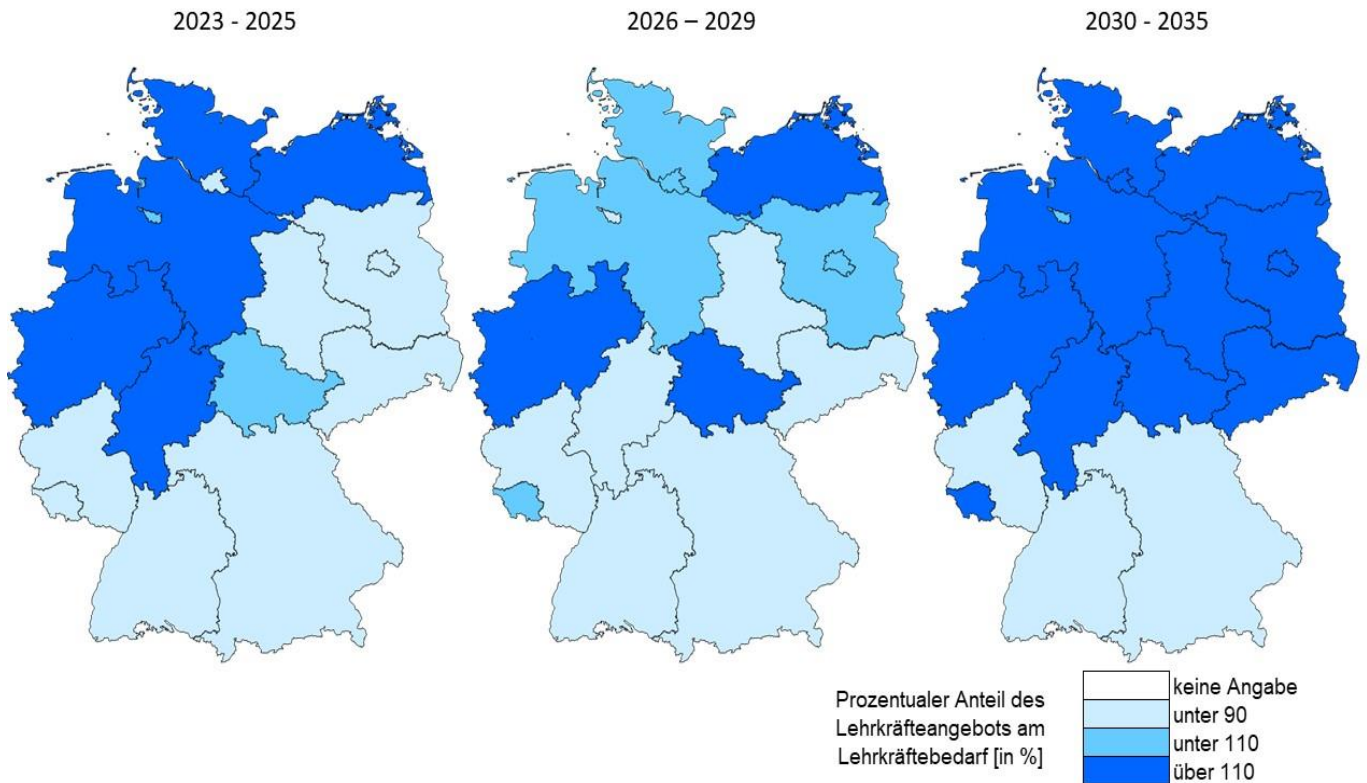 2023 - 2025
2026 – 2029
2030 - 2035
Prozentualer Anteil des
Lehrkräfteangebots am
Lehrkräftebedarf [in %]
keine Angabe
unter 90
unter 110
über 110